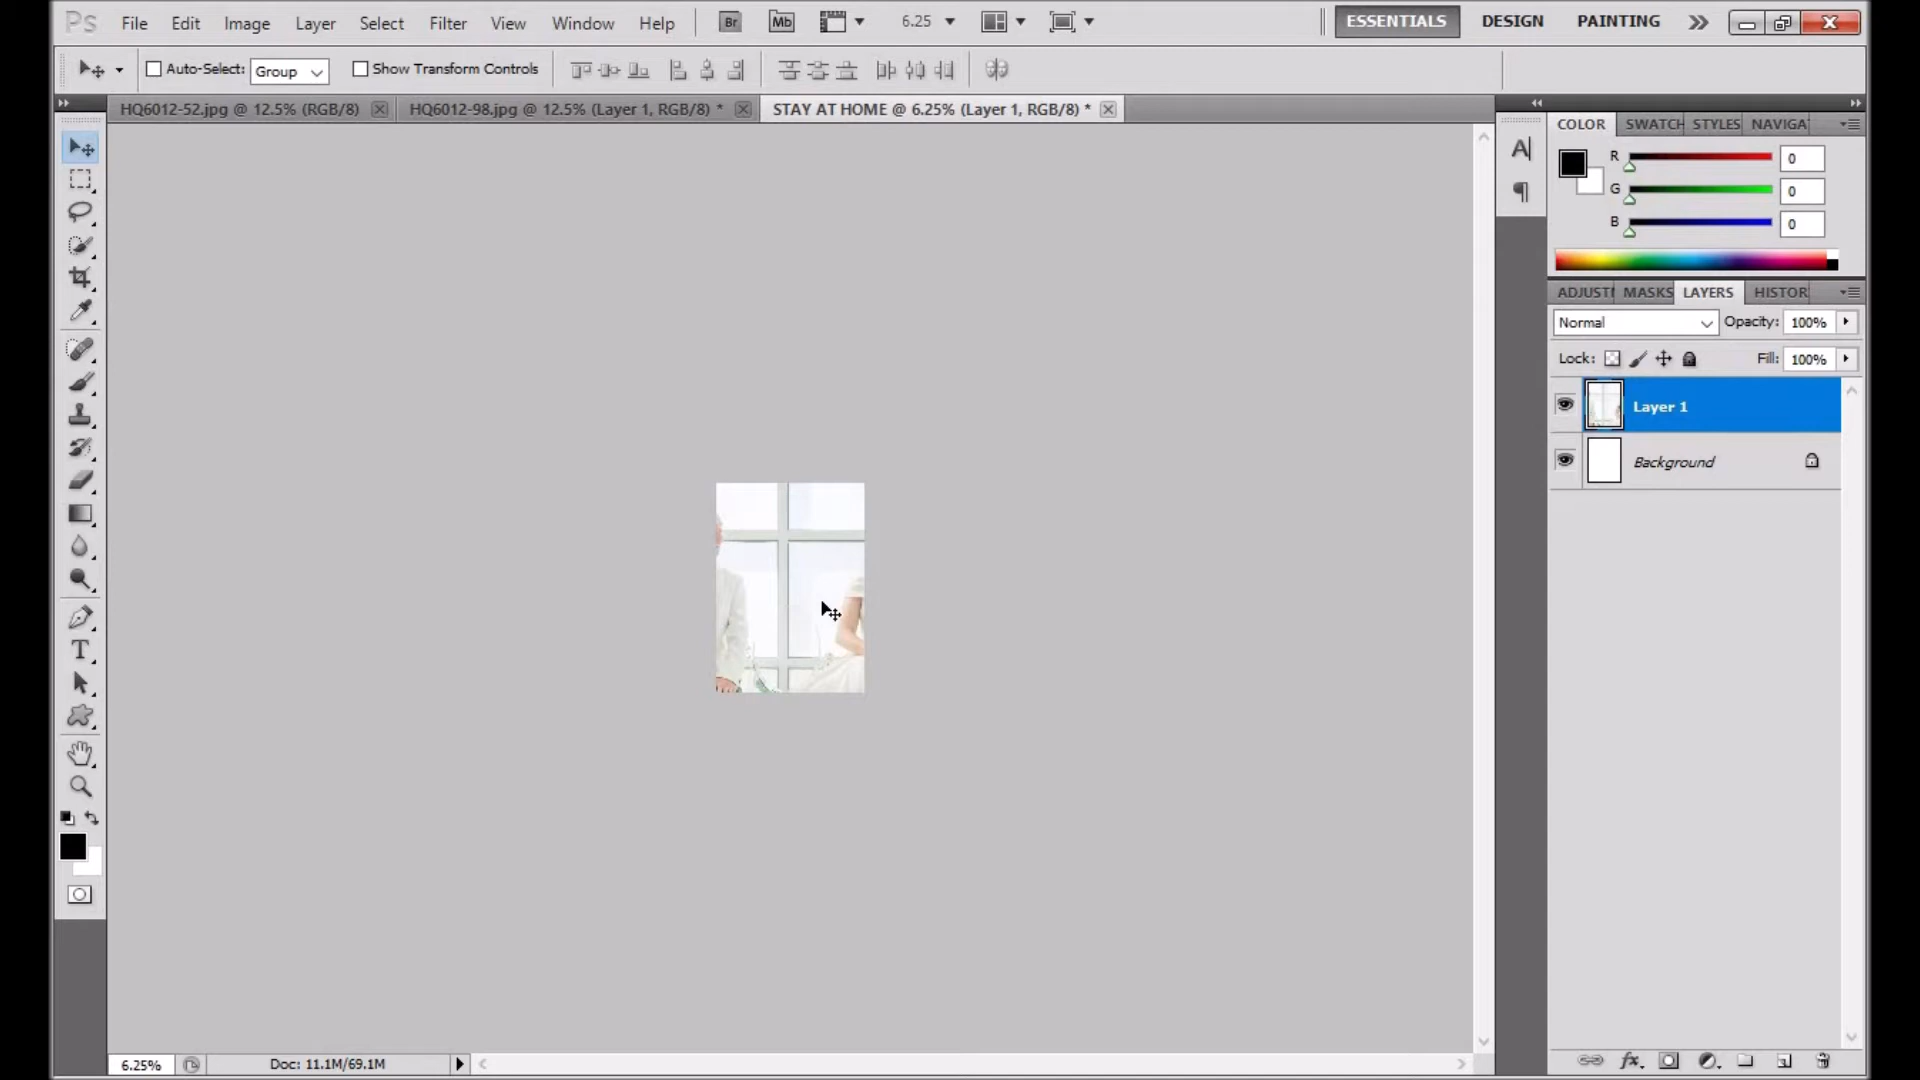 Ps File Edit Image Layer Select Filter View Window Help Br Mb 6.25 ESSENTIALS DESIGN PAINTING
Auto-Select: Group Show Transform Controls
HQ6012-52.jpg @ 12.5% (RGB/8) HQ6012-98.jpg @ 12.5% (Layer 1, RGB/8) * STAY AT HOME @ 6.25% (Layer 1, RGB/8) *
COLOR SWATCH STYLES NAVIGA
R 0
G 0
B 0
ADJUSTI MASKS LAYERS HISTOR
Normal Opacity: 100%
Lock: Fill: 100%
Layer 1
Background
T
6.25% Doc: 11.1M/69.1M fx